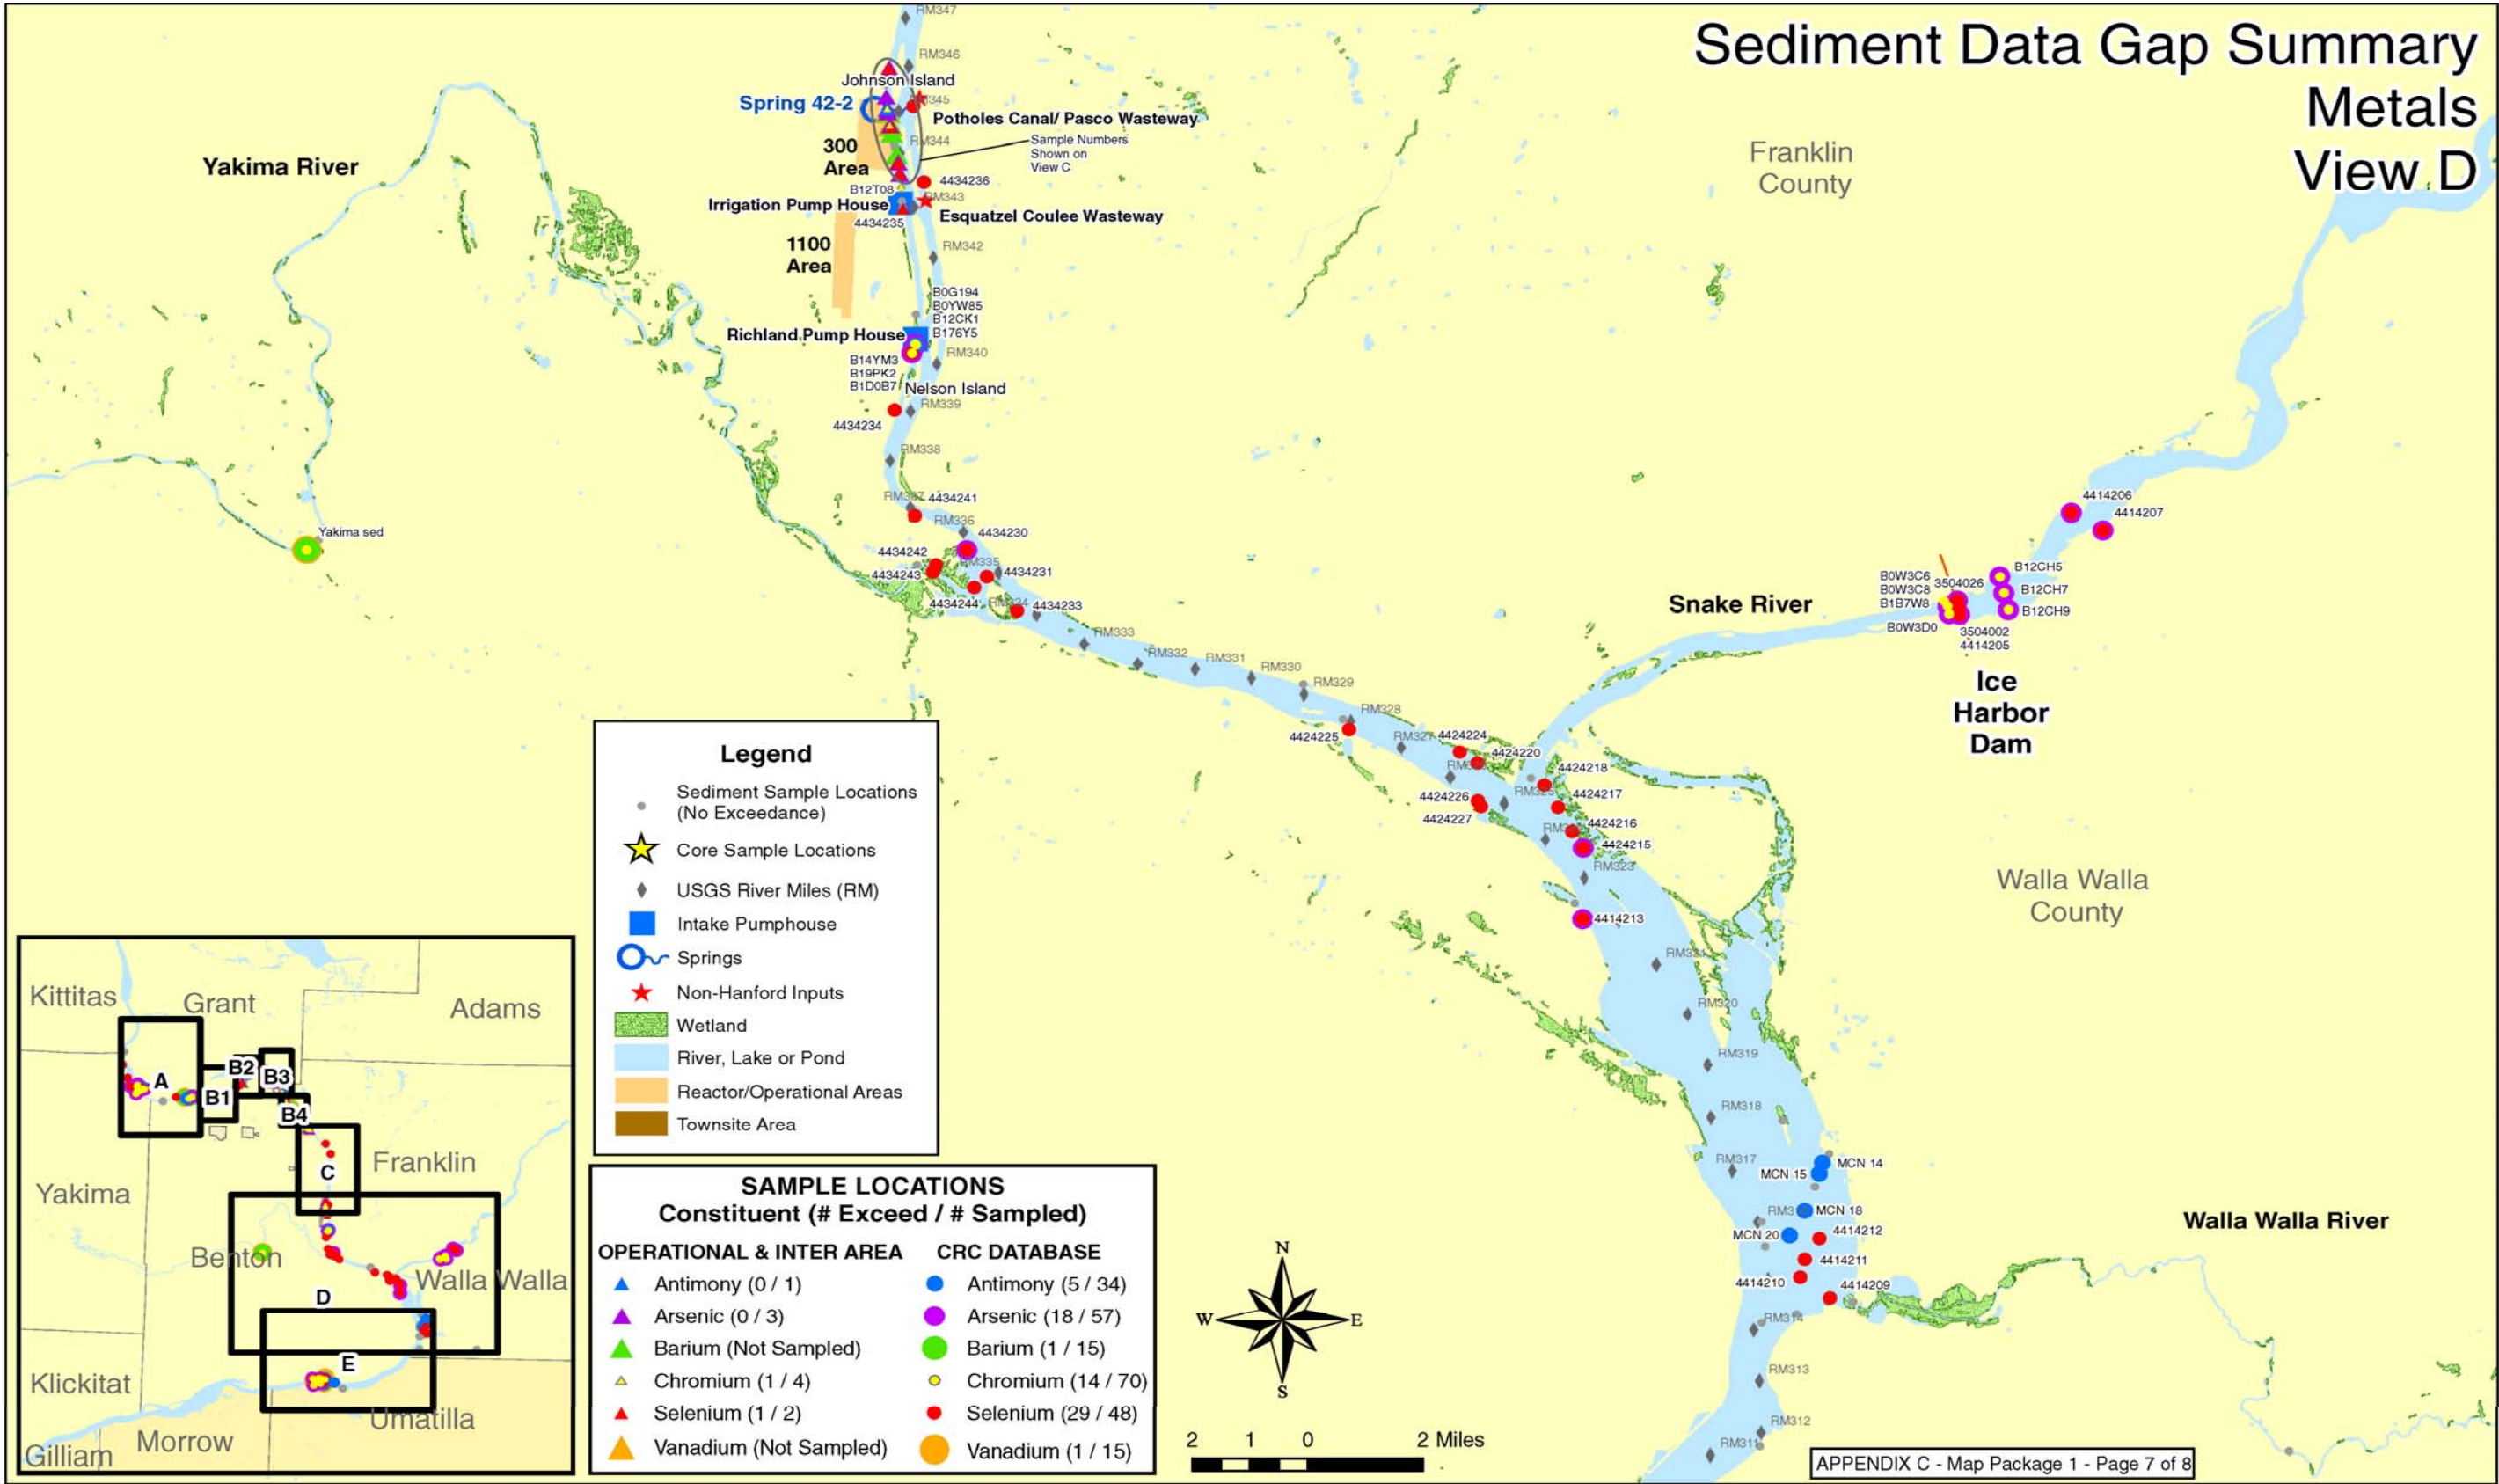 Sediment Data Gap Summary
Metals
View D
RM347
RM346
Johnson Island
Spring 42-2
RM345
Potholes Canal/ Pasco Wasteway
RM344
Sample Numbers
Shown on
View C
300
Area
Franklin
County
Yakima River
4434236
B12T08
RM343
Irrigation Pump House
Esquatzel Coulee Wasteway
4434235
1100
Area
RM342
B0G194
B0YW85
B12CK1
B176Y5
Richland Pump House
RM340
B14YM3
B19PK2
B1D0B7
Nelson Island
RM339
4434234
RM338
RM337
4434241
RM336
4434230
Yakima sed
4434242
RM335
4434243
4434231
4434244
RM334
4434233
RM333
RM332
RM331
RM330
RM329
RM328
4414206
4414207
B12CH5
B0W3C6
B0W3C8
B1B7W8
3504026
B12CH7
B12CH9
B0W3D0
3504002
4414205
Snake River
Ice
Harbor
Dam
4424225
RM327
4424224
4424220
4424218
4424226
RM325
4424217
4424227
4424216
4424215
RM323
4414213
Walla Walla
County
RM321
RM320
RM319
RM318
RM317
MCN 14
MCN 15
MCN 18
MCN 20
4414212
4414211
4414210
4414209
Walla Walla River
RM314
RM313
RM312
RM311
Legend
Sediment Sample Locations
(No Exceedance)
Core Sample Locations
USGS River Miles (RM)
Intake Pumphouse
Springs
Non-Hanford Inputs
Wetland
River, Lake or Pond
Reactor/Operational Areas
Townsite Area
SAMPLE LOCATIONS
Constituent (# Exceed / # Sampled)
OPERATIONAL & INTER AREA
Antimony (0 / 1)
Arsenic (0 / 3)
Barium (Not Sampled)
Chromium (1 / 4)
Selenium (1 / 2)
Vanadium (Not Sampled)
CRC DATABASE
Antimony (5 / 34)
Arsenic (18 / 57)
Barium (1 / 15)
Chromium (14 / 70)
Selenium (29 / 48)
Vanadium (1 / 15)
Kittitas
Grant
Adams
A
B1
B2
B3
B4
C
Franklin
Yakima
Benton
Walla Walla
D
E
Klickitat
Umatilla
Morrow
Gilliam
N
W
E
S
2 1 0 2 Miles
APPENDIX C - Map Package 1 - Page 7 of 8